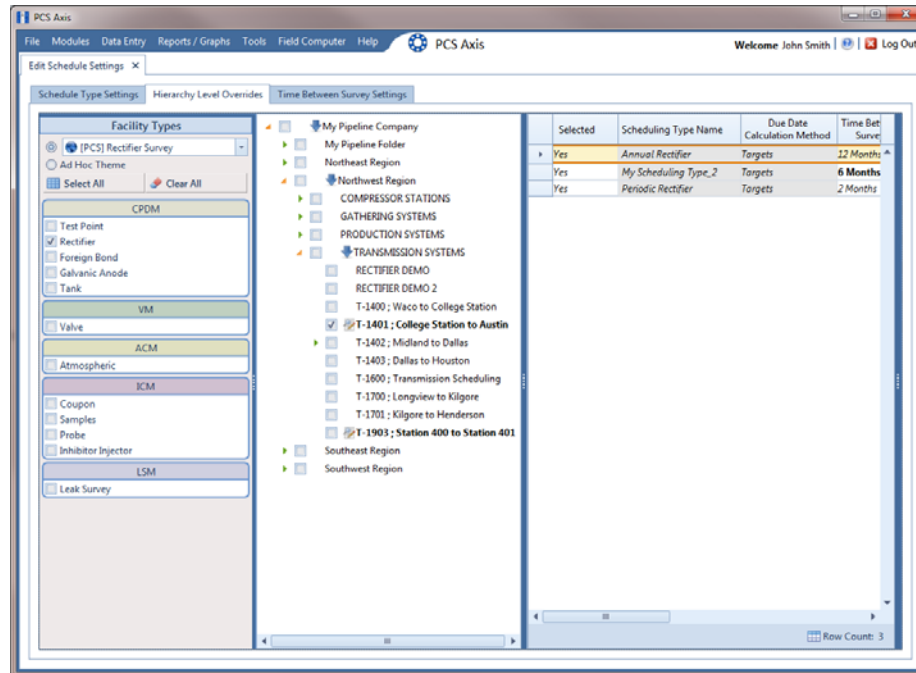 PCS Axis
File Modules Data Entry Reports / Graphs Tools Field Computer Help PCS Axis Welcome John Smith | Log Out
Edit Schedule Settings
Schedule Type Settings Hierarchy Level Overrides Time Between Survey Settings
Facility Types
[PCS] Rectifier Survey
Ad Hoc Theme
Select All Clear All
CPDM
Test Point
Rectifier
Foreign Bond
Galvanic Anode
Tank
VM
Valve
ACM
Atmospheric
ICM
Coupon
Samples
Probe
Inhibitor Injector
LSM
Leak Survey
My Pipeline Company
My Pipeline Folder
Northeast Region
Northwest Region
COMPRESSOR STATIONS
GATHERING SYSTEMS
PRODUCTION SYSTEMS
TRANSMISSION SYSTEMS
RECTIFIER DEMO
RECTIFIER DEMO 2
T-1400 ; Waco to College Station
T-1401 ; College Station to Austin
T-1402 ; Midland to Dallas
T-1403 ; Dallas to Houston
T-1600 ; Transmission Scheduling
T-1700 ; Longview to Kilgore
T-1701 ; Kilgore to Henderson
T-1903 ; Station 400 to Station 401
Southeast Region
Southwest Region
Selected Scheduling Type Name Due Date Calculation Method Time Bet Surve
Yes Annual Rectifier Targets 12 Months
Yes My Scheduling Type_2 Targets 6 Months
Yes Periodic Rectifier Targets 2 Months
Row Count: 3